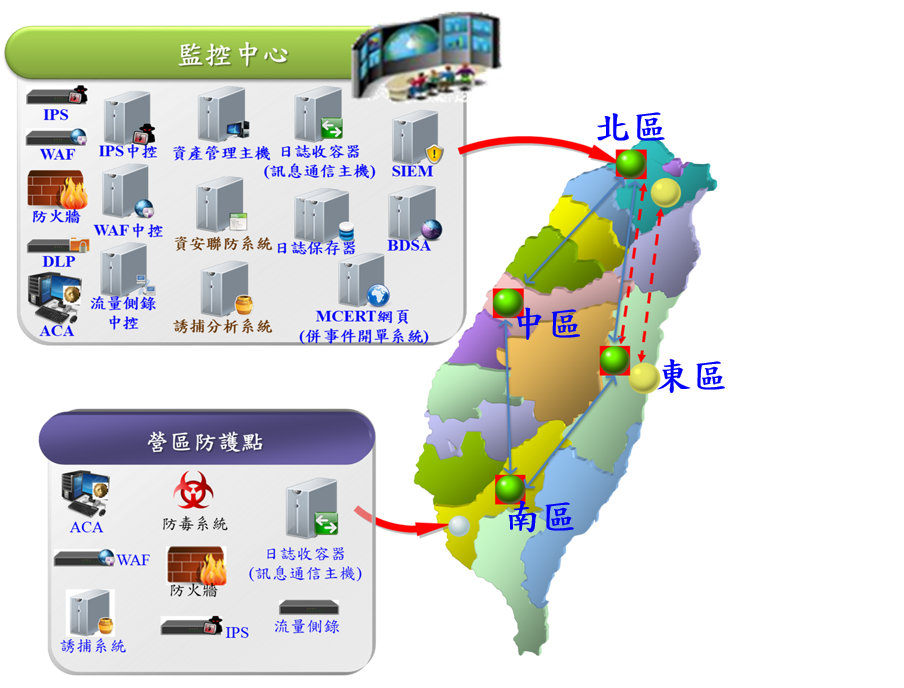 監控中心
IPS
IPS中控
資產管理主機
日誌收容器
(訊息通信主機)
SIEM
WAF
WAF中控
資安聯防系統
日誌保存器
BDSA
防火牆
DLP
流量側錄
中控
誘捕分析系統
MCERT網頁
(併事件開單系統)
ACA
北區
中區
東區
南區
營區防護點
ACA
防毒系統
日誌收容器
(訊息通信主機)
WAF
防火牆
誘捕系統
IPS
流量側錄